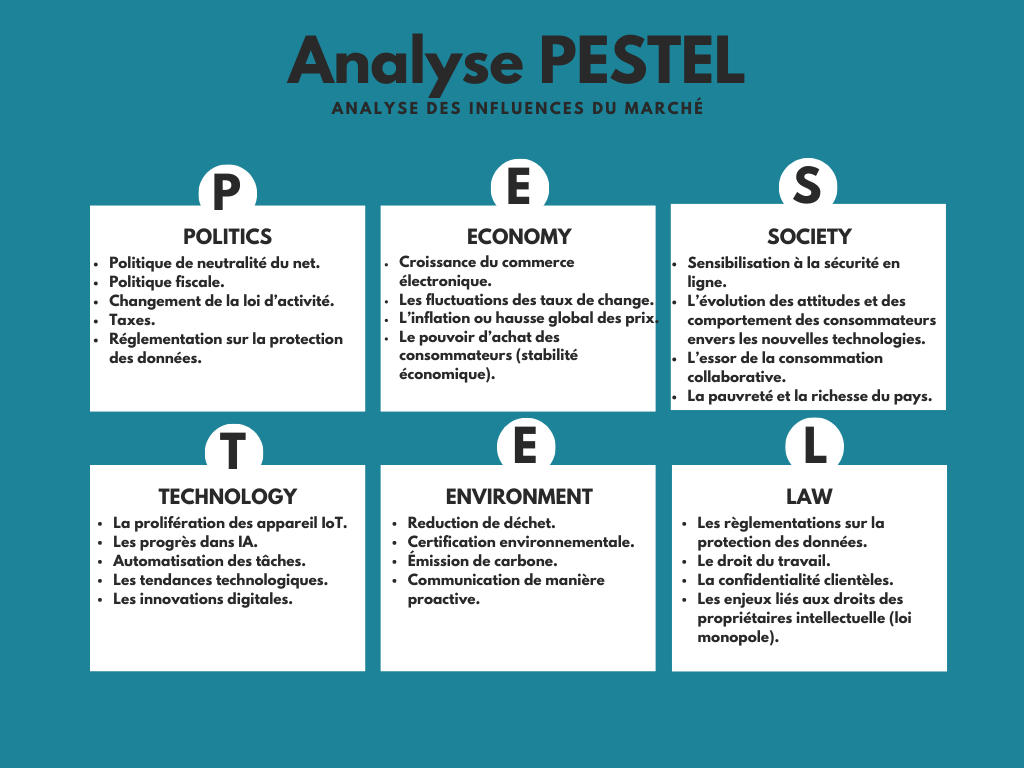 Analyse PESTEL
ANALYSE DES INFLUENCES DU MARCHÉ
P
POLITICS
• Politique de neutralité du net.
• Politique fiscale.
• Changement de la loi d’activité.
• Taxes.
• Réglementation sur la protection
des données.
E
ECONOMY
• Croissance du commerce
électronique.
• Les fluctuations des taux de change.
• L’inflation ou hausse global des prix.
• Le pouvoir d’achat des
consommateurs (stabilité
économique).
S
SOCIETY
• Sensibilisation à la sécurité en
ligne.
• L’évolution des attitudes et des
comportement des consommateurs
envers les nouvelles technologies.
• L’essor de la consommation
collaborative.
• La pauvreté et la richesse du pays.
T
TECHNOLOGY
• La prolifération des appareil IoT.
• Les progrès dans IA.
• Automatisation des tâches.
• Les tendances technologiques.
• Les innovations digitales.
E
ENVIRONMENT
• Reduction de déchet.
• Certification environnementale.
• Émission de carbone.
• Communication de manière
proactive.
L
LAW
• Les règlementations sur la
protection des données.
• Le droit du travail.
• La confidentialité clientèles.
• Les enjeux liés aux droits des
propriétaires intellectuelle (loi
monopole).